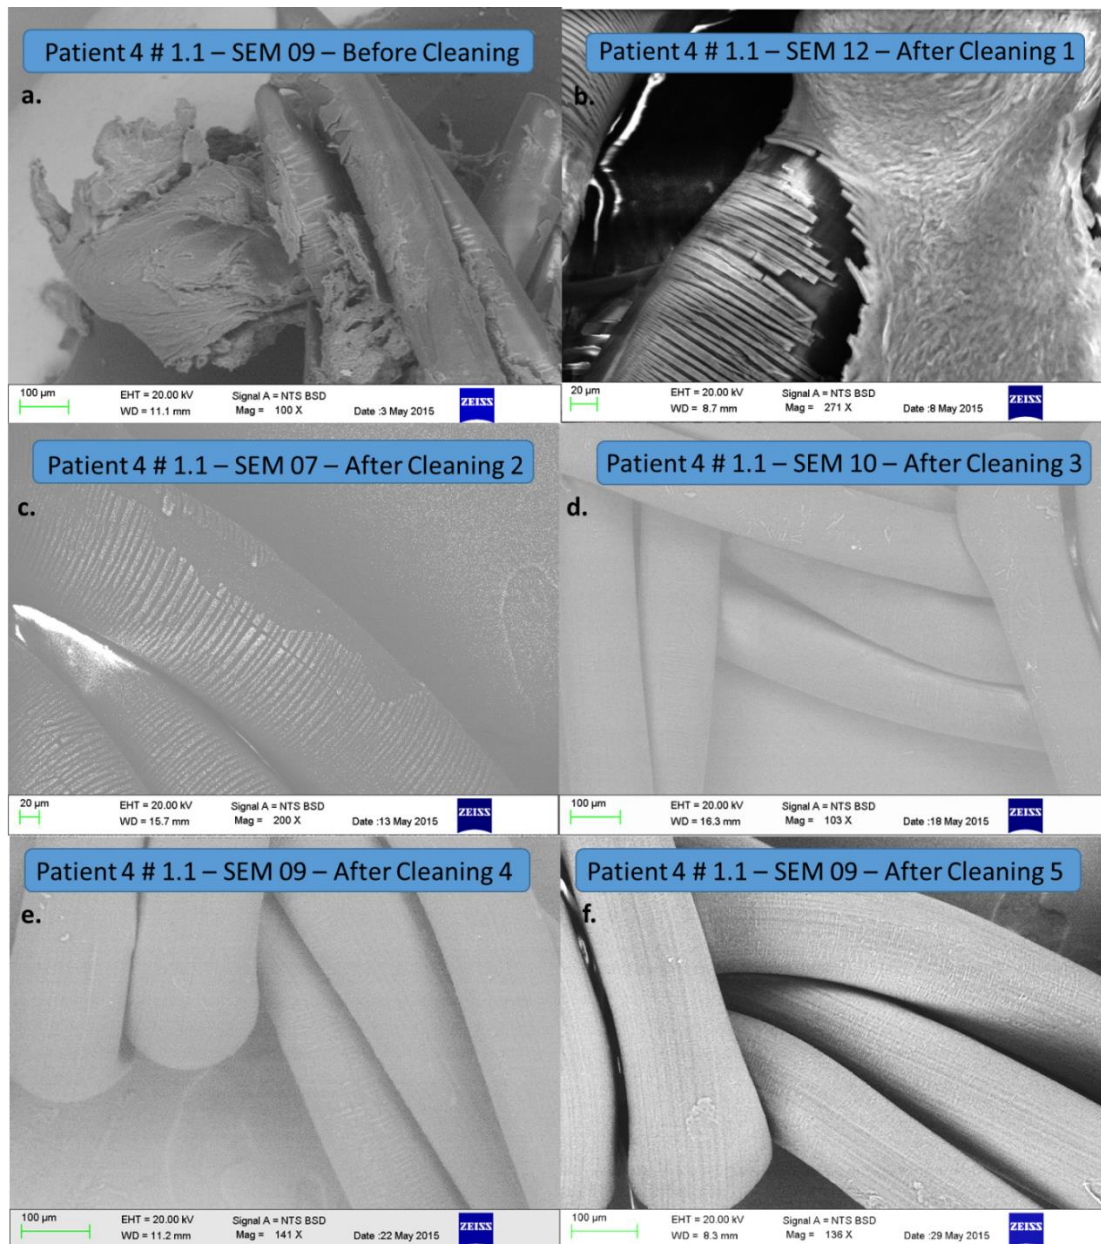 Patient 4 # 1.1 – SEM 09 – Before Cleaning
a.
100 µm
EHT = 20.00 kV
Signal A = NTS BSD
WD = 11.1 mm
Mag = 100 X
Date :3 May 2015
ZEISS
Patient 4 # 1.1 – SEM 12 – After Cleaning 1
b.
20 µm
EHT = 20.00 kV
Signal A = NTS BSD
WD = 8.7 mm
Mag = 271 X
Date :8 May 2015
ZEISS
Patient 4 # 1.1 – SEM 07 – After Cleaning 2
c.
20 µm
EHT = 20.00 kV
Signal A = NTS BSD
WD = 15.7 mm
Mag = 200 X
Date :13 May 2015
ZEISS
Patient 4 # 1.1 – SEM 10 – After Cleaning 3
d.
100 µm
EHT = 20.00 kV
Signal A = NTS BSD
WD = 16.3 mm
Mag = 103 X
Date :18 May 2015
ZEISS
Patient 4 # 1.1 – SEM 09 – After Cleaning 4
e.
100 µm
EHT = 20.00 kV
Signal A = NTS BSD
WD = 11.2 mm
Mag = 141 X
Date :22 May 2015
ZEISS
Patient 4 # 1.1 – SEM 09 – After Cleaning 5
f.
100 µm
EHT = 20.00 kV
Signal A = NTS BSD
WD = 8.3 mm
Mag = 136 X
Date :29 May 2015
ZEISS